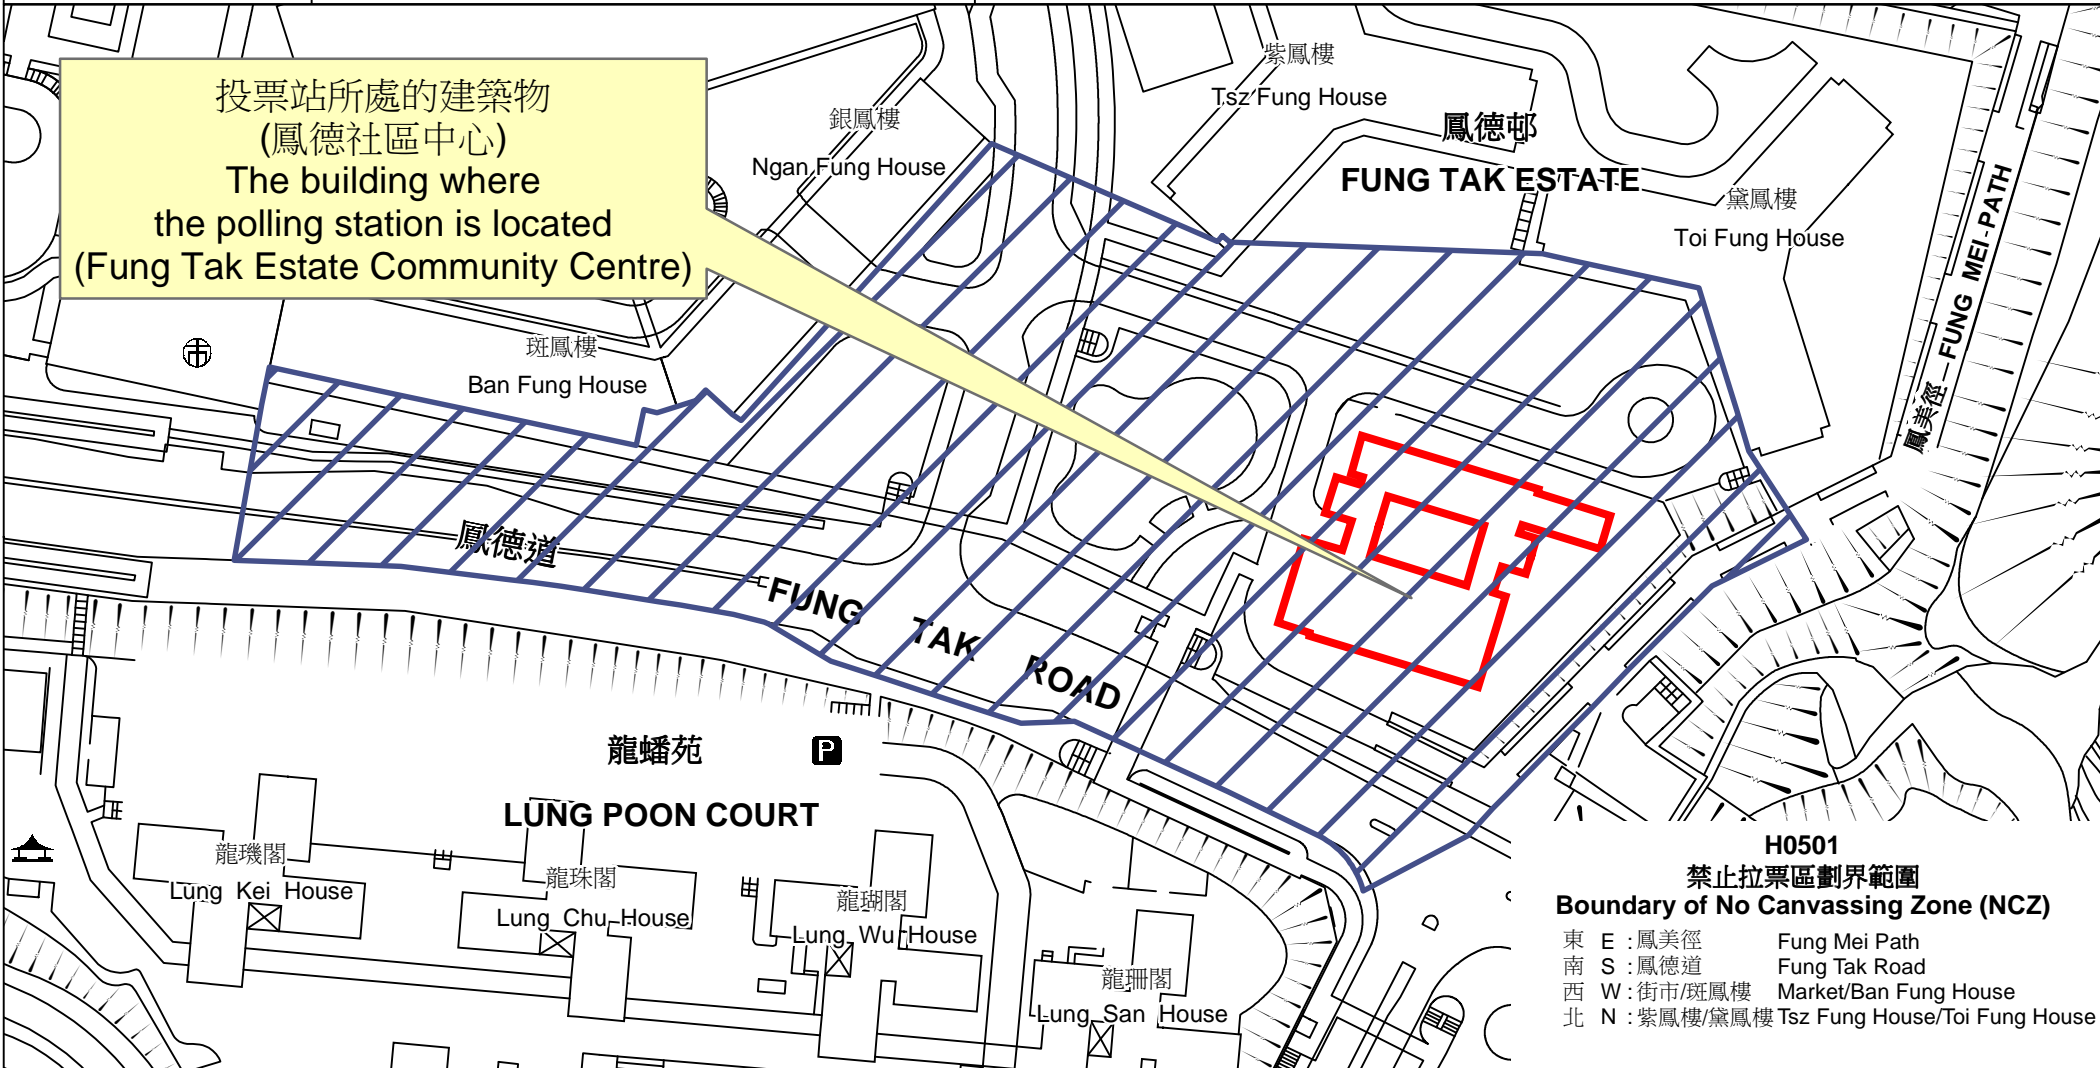 投票站所處的建築物
(鳳德社區中心)
The building where
the polling station is located
(Fung Tak Estate Community Centre)
銀鳳樓
Ngan Fung House
紫鳳樓
Tsz Fung House
鳳德邨
FUNG TAK ESTATE
黛鳳樓
Toi Fung House
鳳美徑
FUNG MEI PATH
斑鳳樓
Ban Fung House
市
鳳德道
FUNG TAK ROAD
龍蟠苑
P
LUNG POON COURT
龍璣閣
Lung Kei House
龍珠閣
Lung Chu House
龍瑚閣
Lung Wu House
龍珊閣
Lung San House
H0501
禁止拉票區劃界範圍
Boundary of No Canvassing Zone (NCZ)
東 E : 鳳美徑 Fung Mei Path
南 S : 鳳德道 Fung Tak Road
西 W : 街市/斑鳳樓 Market/Ban Fung House
北 N : 紫鳳樓/黛鳳樓 Tsz Fung House/Toi Fung House